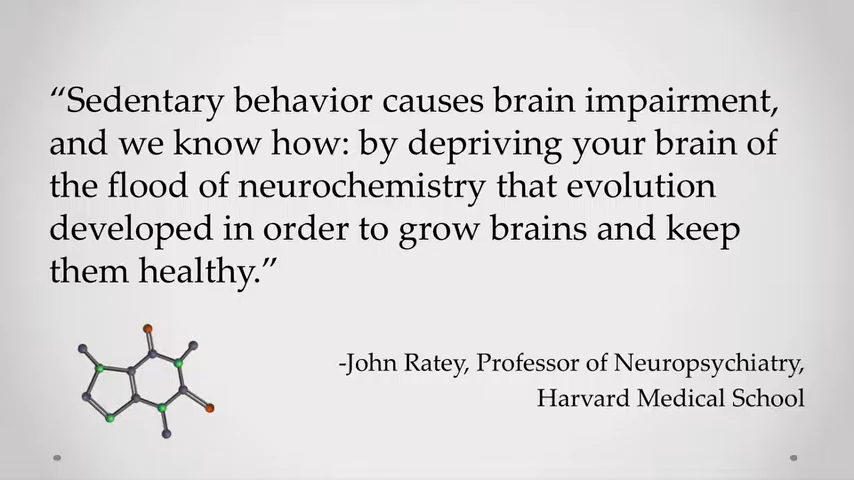 “Sedentary behavior causes brain impairment,
and we know how: by depriving your brain of
the flood of neurochemistry that evolution
developed in order to grow brains and keep
them healthy.”
-John Ratey, Professor of Neuropsychiatry,
Harvard Medical School